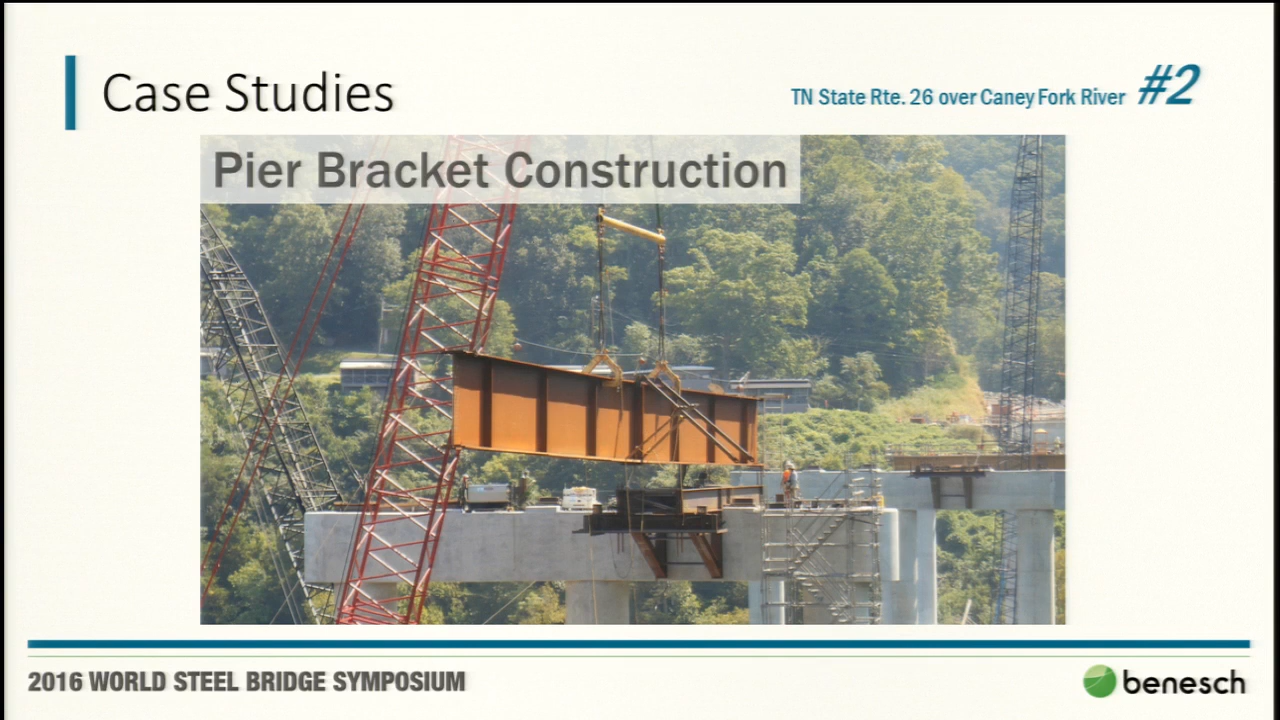 Case Studies
TN State Rte. 26 over Caney Fork River #2
Pier Bracket Construction
2016 WORLD STEEL BRIDGE SYMPOSIUM
benesch